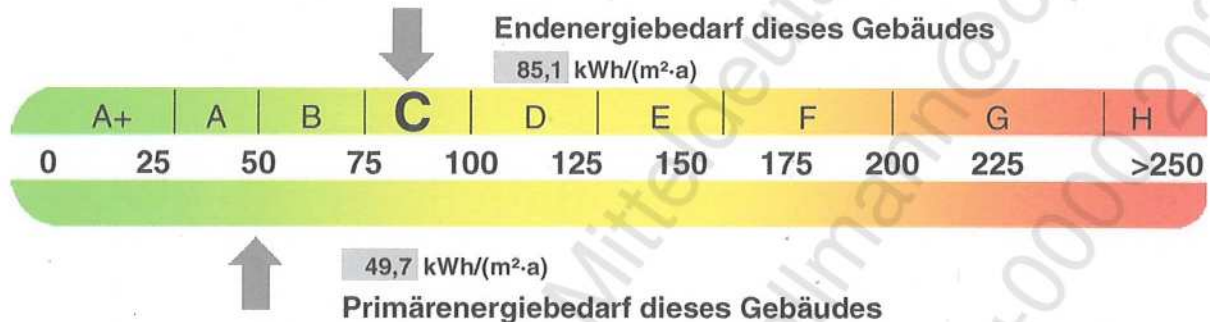 Endenergiebedarf dieses Gebäudes
85,1 kWh/(m²·a)
A+ A B C D E F G H
0 25 50 75 100 125 150 175 200 225 >250
49,7 kWh/(m²·a)
Primärenergiebedarf dieses Gebäudes